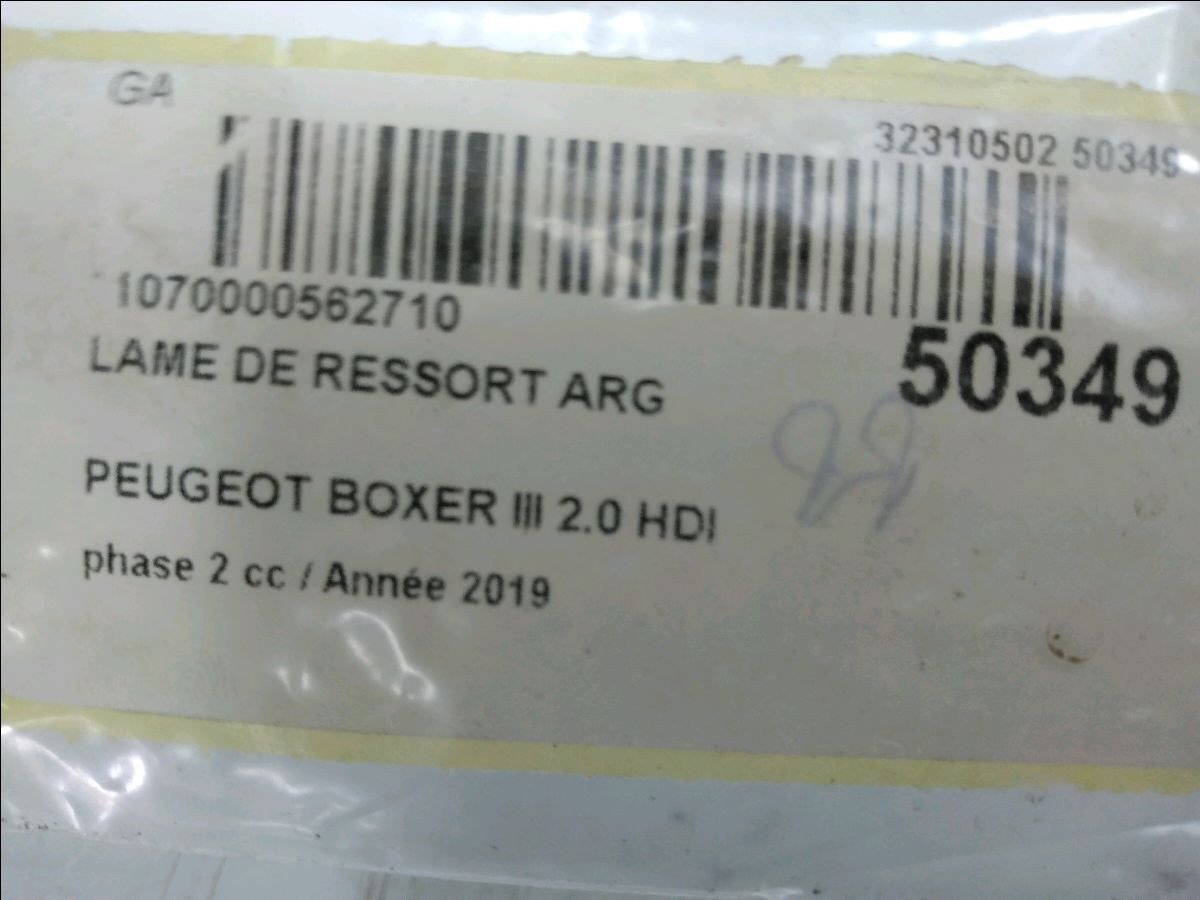 GA
32310502 50349
1070000562710
50349
LAME DE RESSORT ARG
PEUGEOT BOXER III 2.0 HDI
phase 2 cc / Année 2019